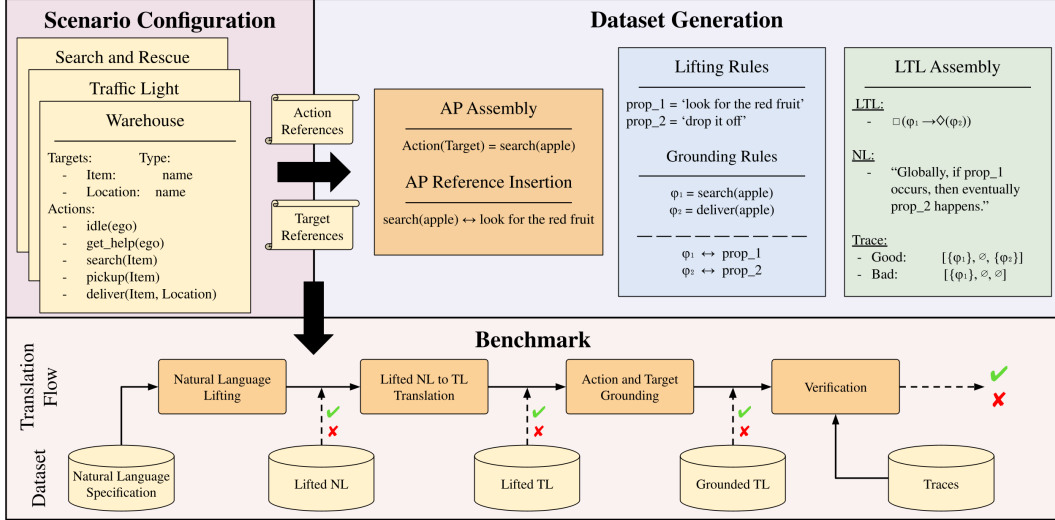 Scenario Configuration
Search and Rescue
Traffic Light
Warehouse
Targets: Type:
- Item: name
- Location: name
Actions:
- idle(ego)
- get_help(ego)
- search(Item)
- pickup(Item)
- deliver(Item, Location)
Action
References
Target
References
Dataset Generation
AP Assembly
Action(Target) = search(apple)
AP Reference Insertion
search(apple) ↔ look for the red fruit
Lifting Rules
prop_1 = ‘look for the red fruit’
prop_2 = ‘drop it off’
Grounding Rules
φ₁ = search(apple)
φ₂ = deliver(apple)
φ₁ ↔ prop_1
φ₂ ↔ prop_2
LTL Assembly
LTL:
- □(φ₁→◊(φ₂))
NL:
- “Globally, if prop_1
occurs, then eventually
prop_2 happens.”
Trace:
- Good: [{φ₁}, ∅, {φ₂}]
- Bad: [{φ₁}, ∅, ∅]
Benchmark
Translation
Flow
Natural Language
Lifting
Lifted NL to TL
Translation
Action and Target
Grounding
Verification
✔
✘
✔
✘
✔
✘
✔
✘
Dataset
Natural Language
Specification
Lifted NL
Lifted TL
Grounded TL
Traces